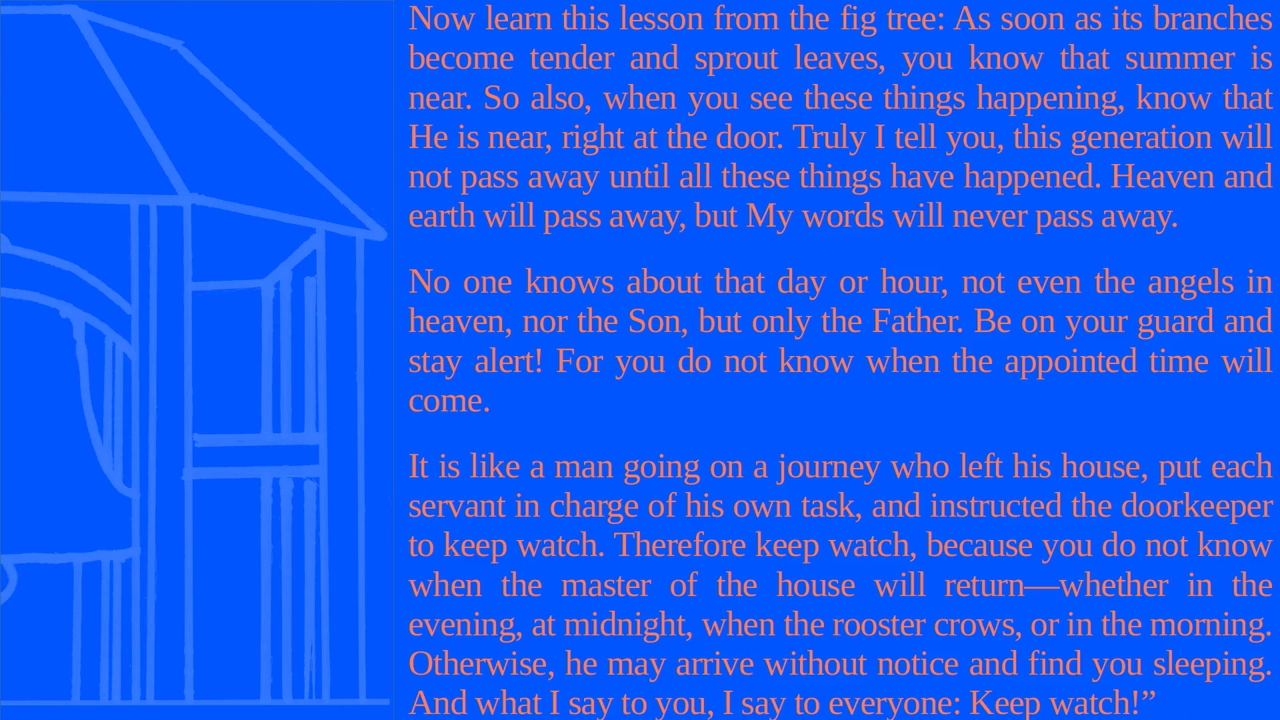 Now learn this lesson from the fig tree: As soon as its branches
become tender and sprout leaves, you know that summer is
near. So also, when you see these things happening, know that
He is near, right at the door. Truly I tell you, this generation will
not pass away until all these things have happened. Heaven and
earth will pass away, but My words will never pass away.
No one knows about that day or hour, not even the angels in
heaven, nor the Son, but only the Father. Be on your guard and
stay alert! For you do not know when the appointed time will
come.
It is like a man going on a journey who left his house, put each
servant in charge of his own task, and instructed the doorkeeper
to keep watch. Therefore keep watch, because you do not know
when the master of the house will return—whether in the
evening, at midnight, when the rooster crows, or in the morning.
Otherwise, he may arrive without notice and find you sleeping.
And what I say to you, I say to everyone: Keep watch!”